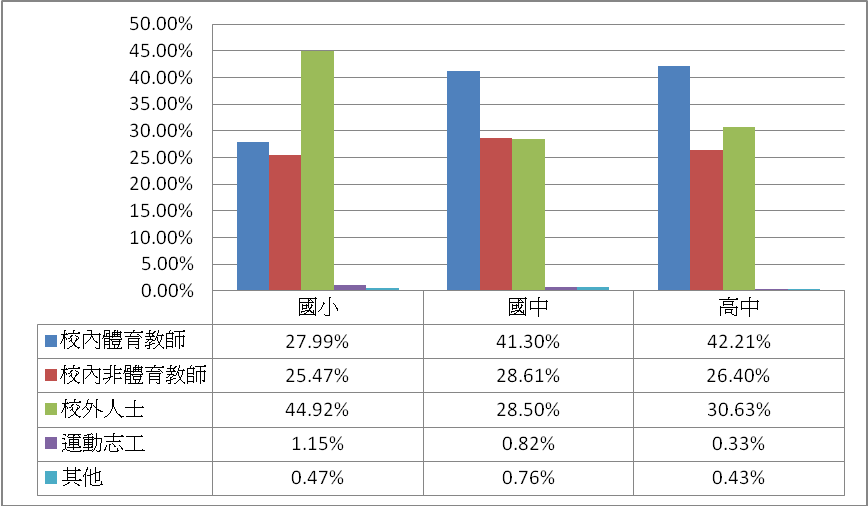 50.00%
45.00%
40.00%
35.00%
30.00%
25.00%
20.00%
15.00%
10.00%
5.00%
0.00%
國小 國中 高中
校內體育教師 27.99% 41.30% 42.21%
校內非體育教師 25.47% 28.61% 26.40%
校外人士 44.92% 28.50% 30.63%
運動志工 1.15% 0.82% 0.33%
其他 0.47% 0.76% 0.43%